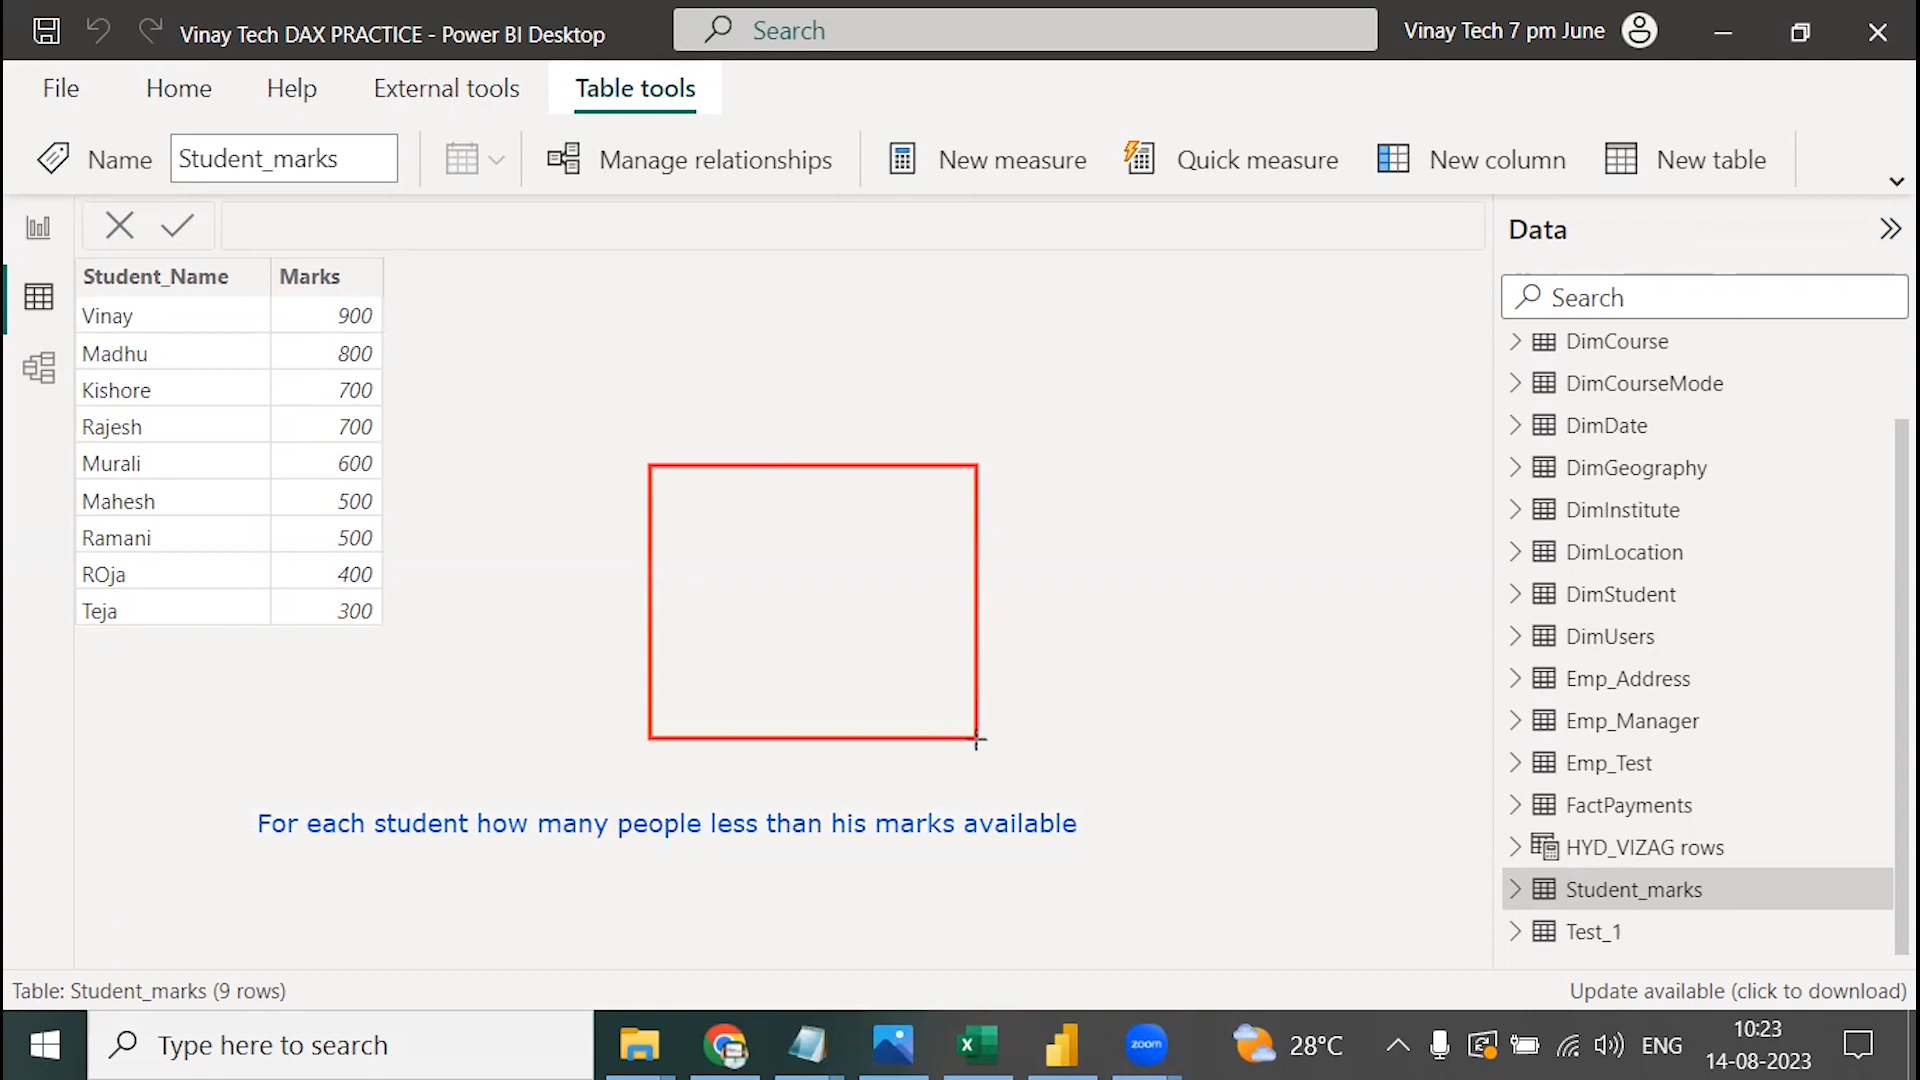 Vinay Tech DAX PRACTICE - Power BI Desktop
Search
Vinay Tech 7 pm June
File Home Help External tools Table tools
Name Student_marks Manage relationships New measure Quick measure New column New table
Student_Name Marks
Vinay 900
Madhu 800
Kishore 700
Rajesh 700
Murali 600
Mahesh 500
Ramani 500
ROja 400
Teja 300
For each student how many people less than his marks available
Data
Search
DimCourse
DimCourseMode
DimDate
DimGeography
DimInstitute
DimLocation
DimStudent
DimUsers
Emp_Address
Emp_Manager
Emp_Test
FactPayments
HYD_VIZAG rows
Student_marks
Test_1
Table: Student_marks (9 rows)
Update available (click to download)
Type here to search
zoom
28°C
ENG
10:23
14-08-2023